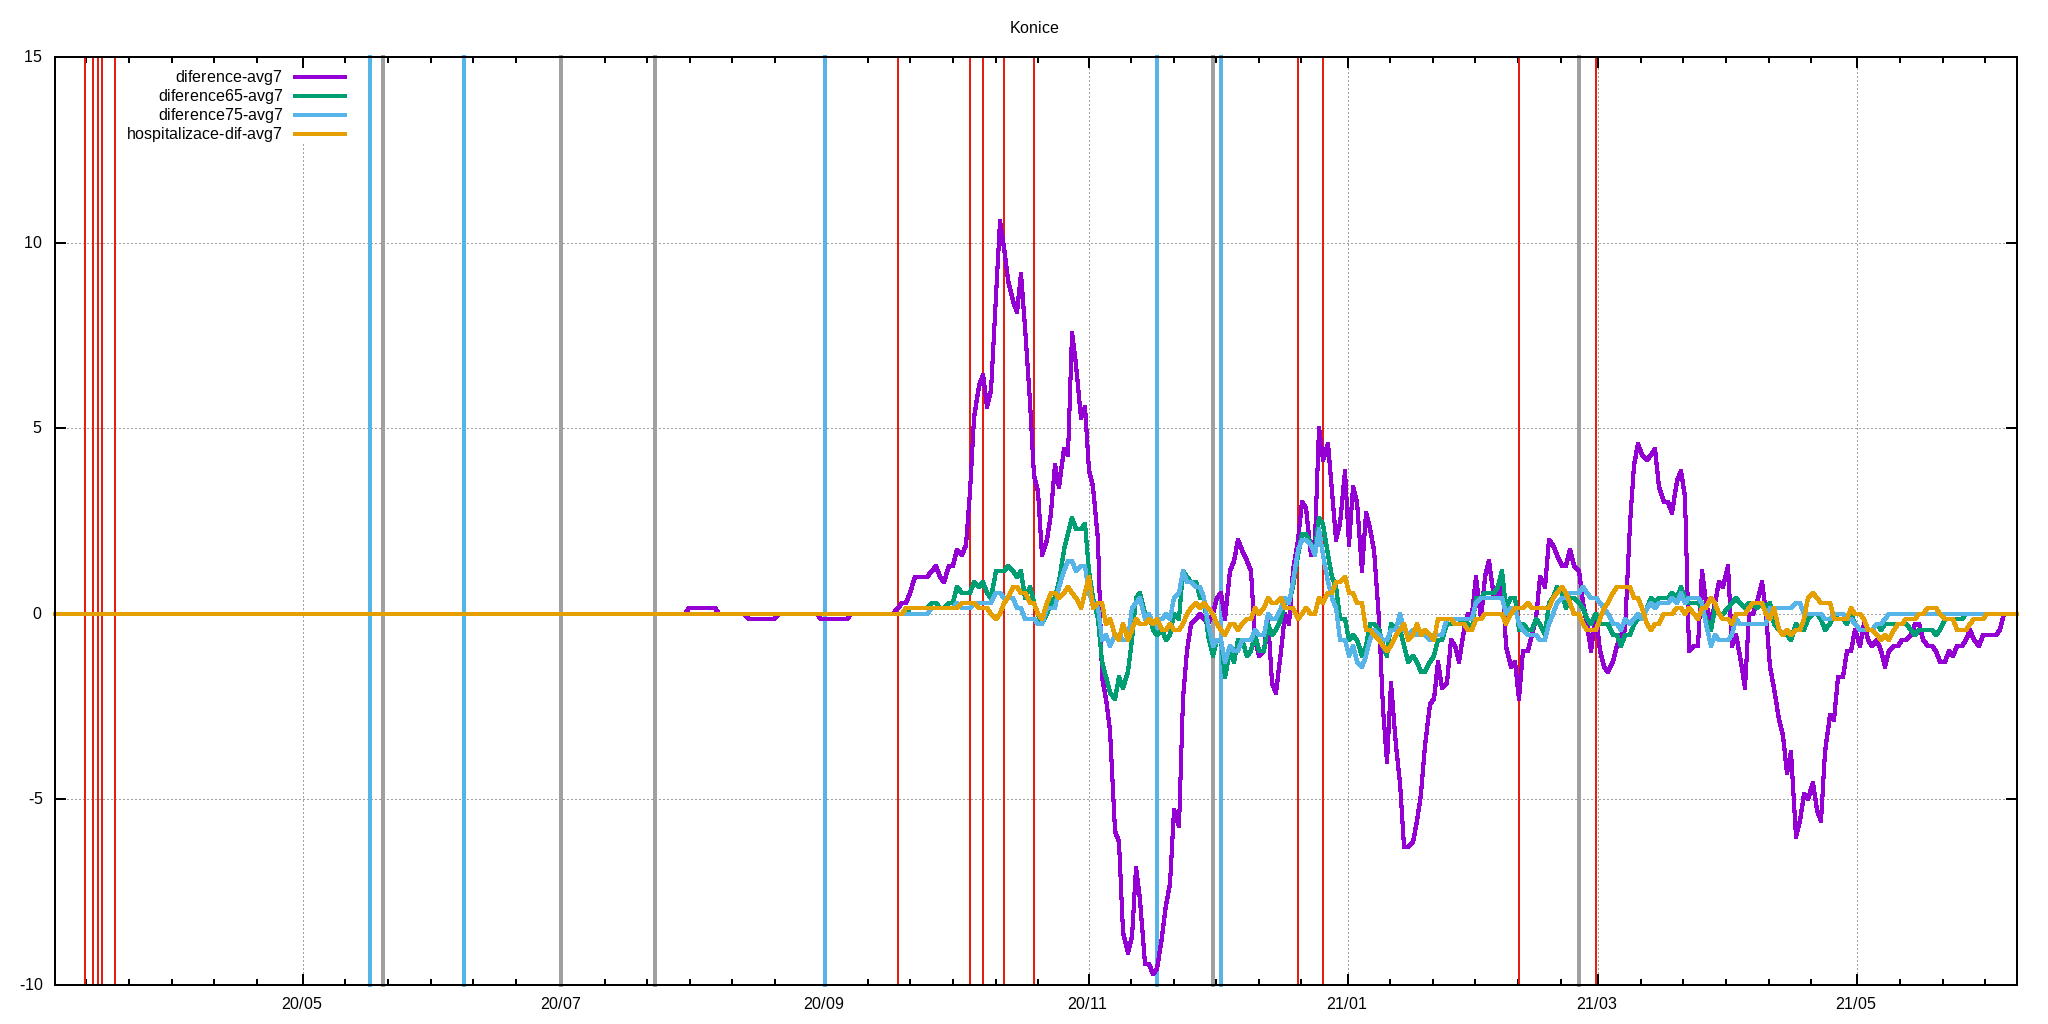 Konice
15
diference-avg7
diference65-avg7
diference75-avg7
hospitalizace-dif-avg7
10
5
0
-5
-10
20/05 20/07 20/09 20/11 21/01 21/03 21/05